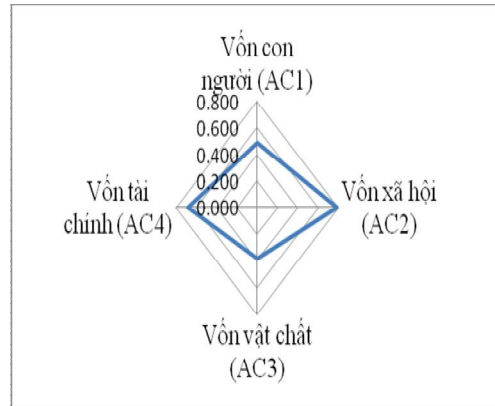 Vốn con
người (AC1)
0.800
0.600
0.400
0.200
0.000
Vốn xã hội
(AC2)
Vốn tài
chính (AC4)
Vốn vật chất
(AC3)